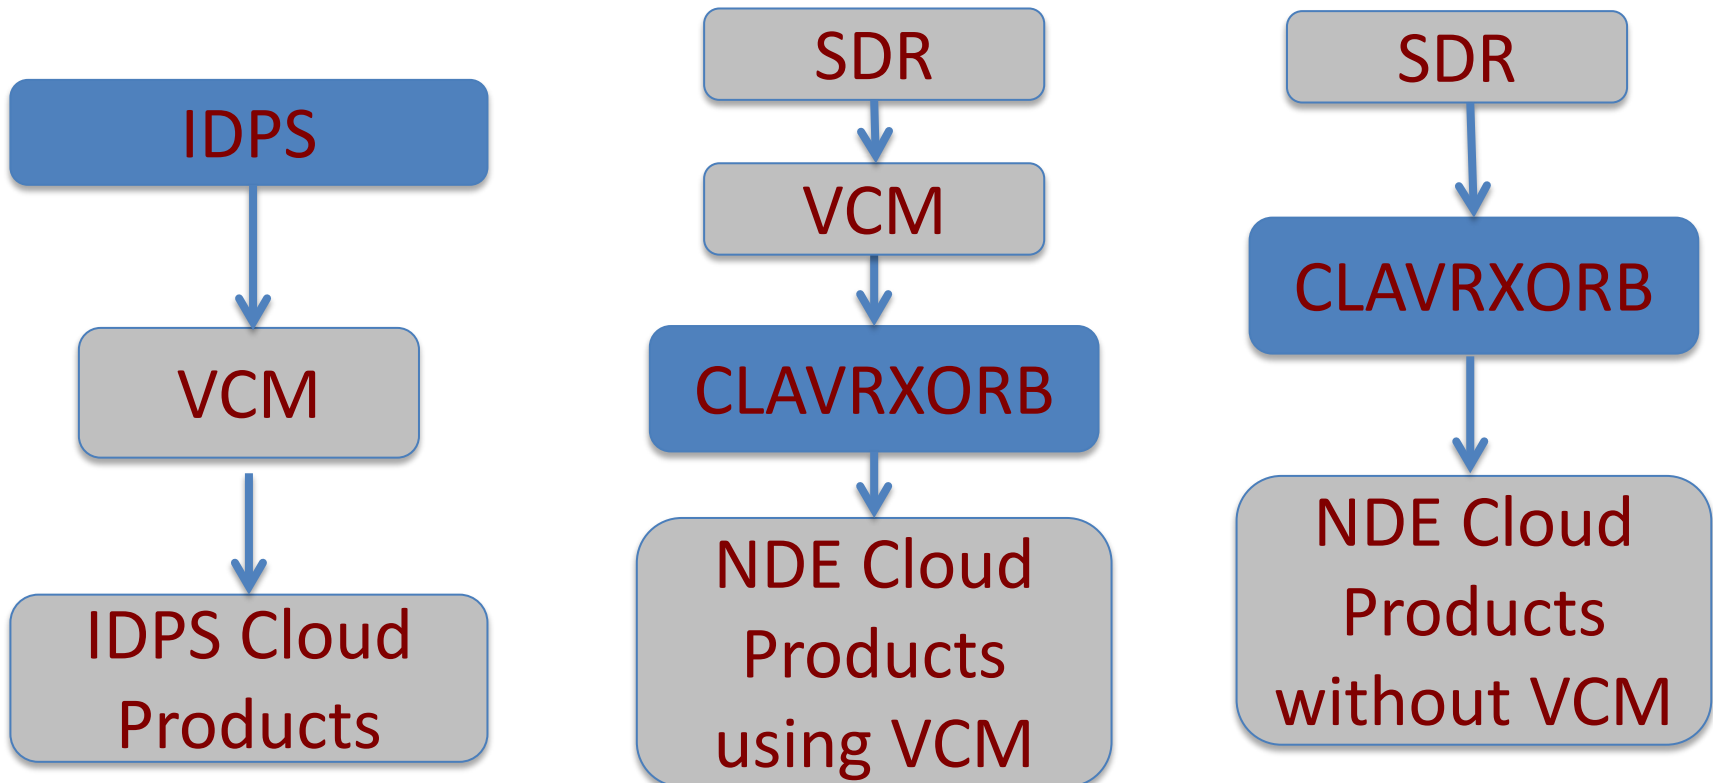 IDPS
VCM
IDPS Cloud
Products
SDR
VCM
CLAVRXORB
NDE Cloud
Products
using VCM
SDR
CLAVRXORB
NDE Cloud
Products
without VCM